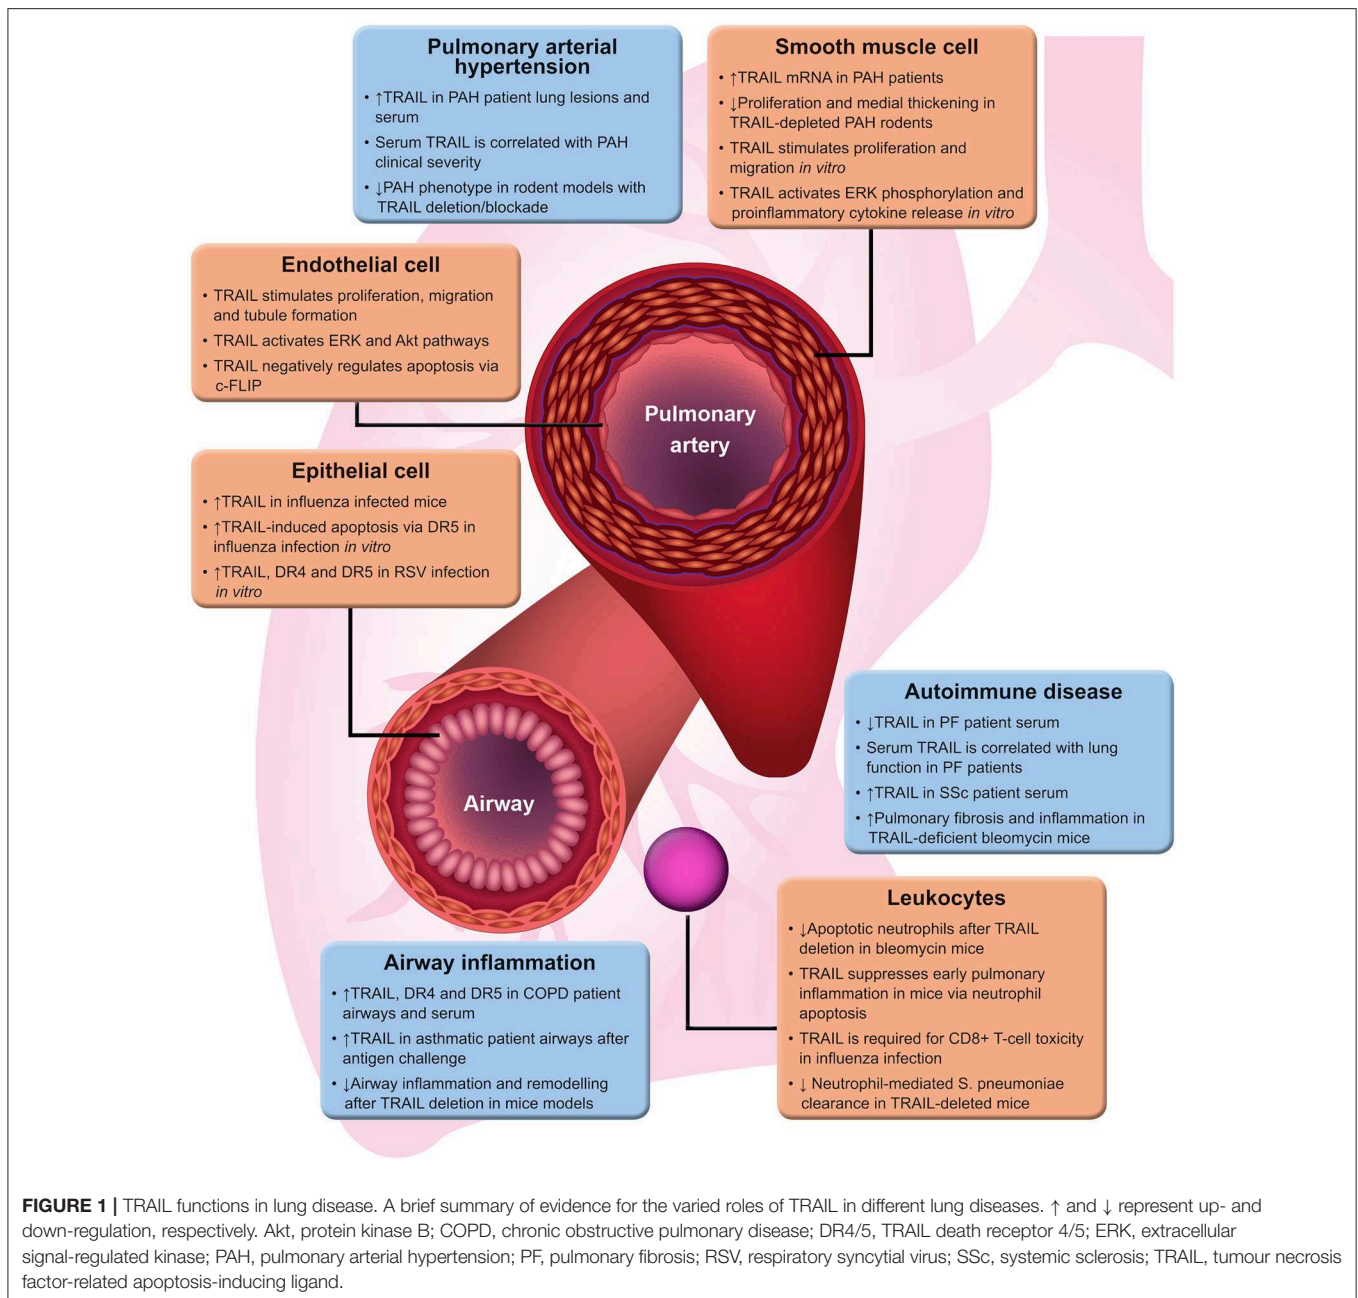 Pulmonary arterial
hypertension
• ↑TRAIL in PAH patient lung lesions and
serum
• Serum TRAIL is correlated with PAH
clinical severity
• ↓PAH phenotype in rodent models with
TRAIL deletion/blockade
Smooth muscle cell
• ↑TRAIL mRNA in PAH patients
• ↓Proliferation and medial thickening in
TRAIL-depleted PAH rodents
• TRAIL stimulates proliferation and
migration in vitro
• TRAIL activates ERK phosphorylation and
proinflammatory cytokine release in vitro
Endothelial cell
• TRAIL stimulates proliferation, migration
and tubule formation
• TRAIL activates ERK and Akt pathways
• TRAIL negatively regulates apoptosis via
c-FLIP
Pulmonary
artery
Epithelial cell
• ↑TRAIL in influenza infected mice
• ↑TRAIL-induced apoptosis via DR5 in
influenza infection in vitro
• ↑TRAIL, DR4 and DR5 in RSV infection
in vitro
Airway
Autoimmune disease
• ↓TRAIL in PF patient serum
• Serum TRAIL is correlated with lung
function in PF patients
• ↑TRAIL in SSc patient serum
• ↑Pulmonary fibrosis and inflammation in
TRAIL-deficient bleomycin mice
Leukocytes
• ↓Apoptotic neutrophils after TRAIL
deletion in bleomycin mice
• TRAIL suppresses early pulmonary
inflammation in mice via neutrophil
apoptosis
• TRAIL is required for CD8+ T-cell toxicity
in influenza infection
• ↓ Neutrophil-mediated S. pneumoniae
clearance in TRAIL-deleted mice
Airway inflammation
• ↑TRAIL, DR4 and DR5 in COPD patient
airways and serum
• ↑TRAIL in asthmatic patient airways after
antigen challenge
• ↓Airway inflammation and remodelling
after TRAIL deletion in mice models
FIGURE 1 | TRAIL functions in lung disease. A brief summary of evidence for the varied roles of TRAIL in different lung diseases. ↑ and ↓ represent up- and
down-regulation, respectively. Akt, protein kinase B; COPD, chronic obstructive pulmonary disease; DR4/5, TRAIL death receptor 4/5; ERK, extracellular
signal-regulated kinase; PAH, pulmonary arterial hypertension; PF, pulmonary fibrosis; RSV, respiratory syncytial virus; SSc, systemic sclerosis; TRAIL, tumour necrosis
factor-related apoptosis-inducing ligand.